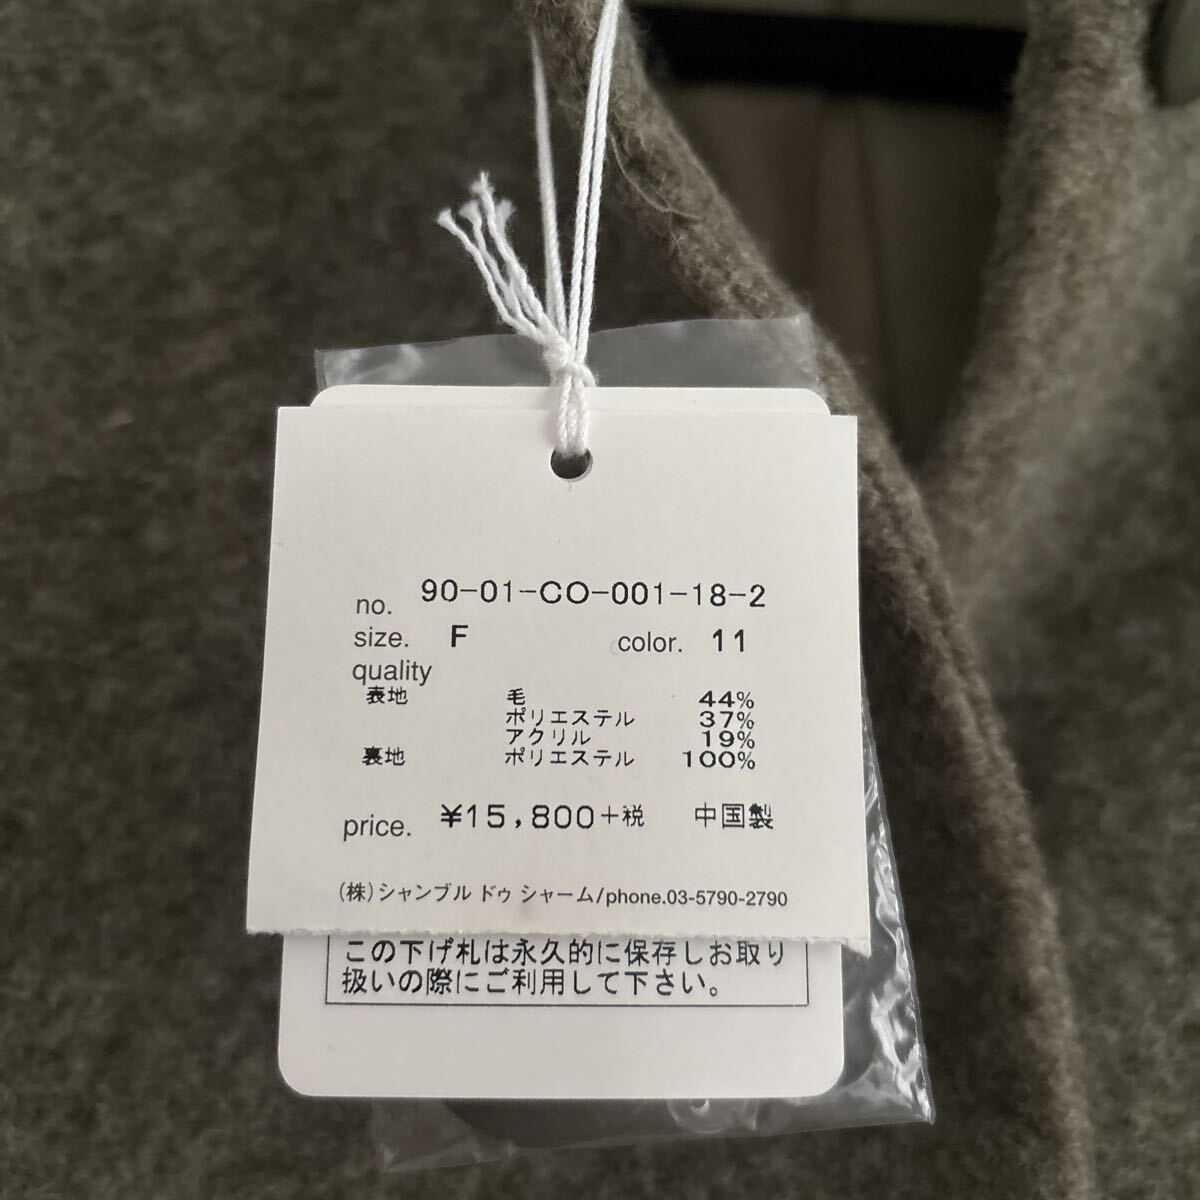 no. 90-01-CO-001-18-2
size. F color. 11
quality
表地 毛 44%
ポリエステル 37%
アクリル 19%
裏地 ポリエステル 100%
price. ¥15,800+税 中国製
(株)シャンブル ドゥ シャーム/phone.03-5790-2790
この下げ札は永久的に保存しお取り
扱いの際にご利用して下さい。